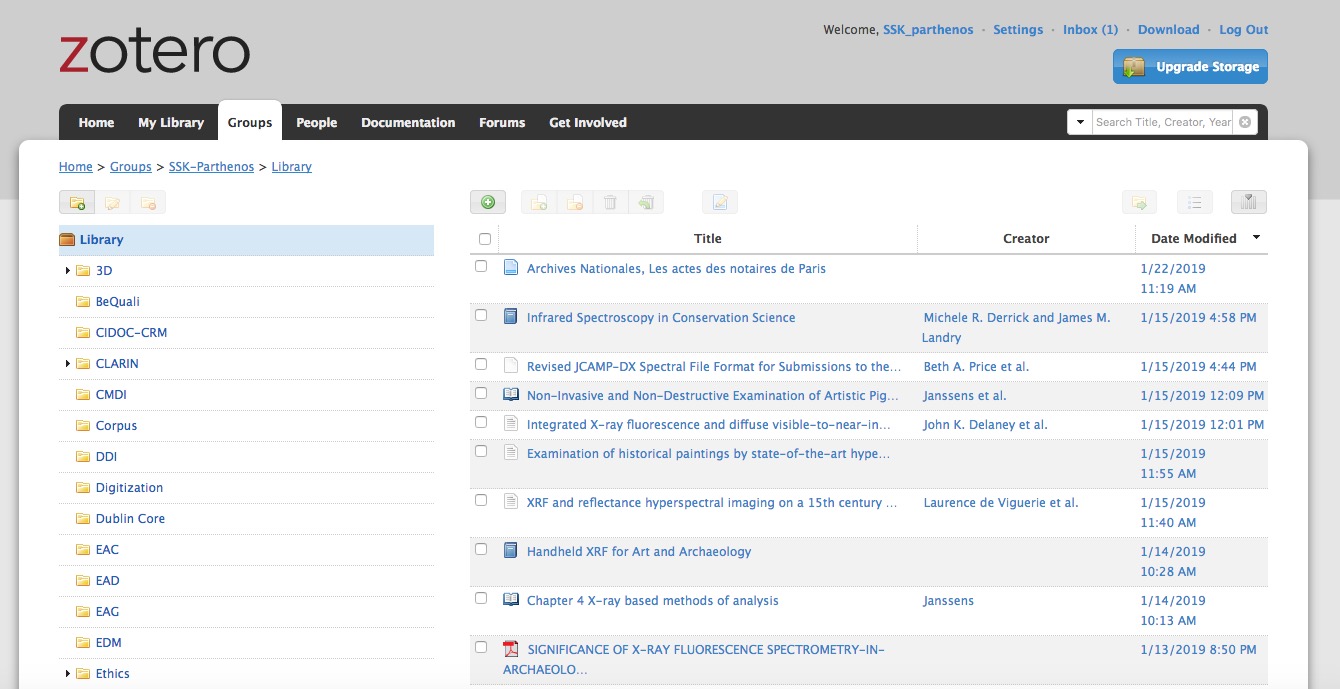 zotero
Welcome, SSK_parthenos · Settings · Inbox (1) · Download · Log Out
Upgrade Storage
Home My Library Groups People Documentation Forums Get Involved
Search Title, Creator, Year
Home > Groups > SSK-Parthenos > Library
Library
3D
BeQuali
CIDOC-CRM
CLARIN
CMDI
Corpus
DDI
Digitization
Dublin Core
EAC
EAD
EAG
EDM
Ethics
Title Creator Date Modified
Archives Nationales, Les actes des notaires de Paris 1/22/2019
11:19 AM
Infrared Spectroscopy in Conservation Science Michele R. Derrick and James M. 1/15/2019 4:58 PM
Landry
Revised JCAMP-DX Spectral File Format for Submissions to the... Beth A. Price et al. 1/15/2019 4:44 PM
Non-Invasive and Non-Destructive Examination of Artistic Pig... Janssens et al. 1/15/2019 12:09 PM
Integrated X-ray fluorescence and diffuse visible-to-near-in... John K. Delaney et al. 1/15/2019 12:01 PM
Examination of historical paintings by state-of-the-art hype... 1/15/2019
11:55 AM
XRF and reflectance hyperspectral imaging on a 15th century ... Laurence de Viguerie et al. 1/15/2019
11:40 AM
Handheld XRF for Art and Archaeology 1/14/2019
10:28 AM
Chapter 4 X-ray based methods of analysis Janssens 1/14/2019
10:13 AM
SIGNIFICANCE OF X-RAY FLUORESCENCE SPECTROMETRY-IN- 1/13/2019 8:50 PM
ARCHAEOLO...